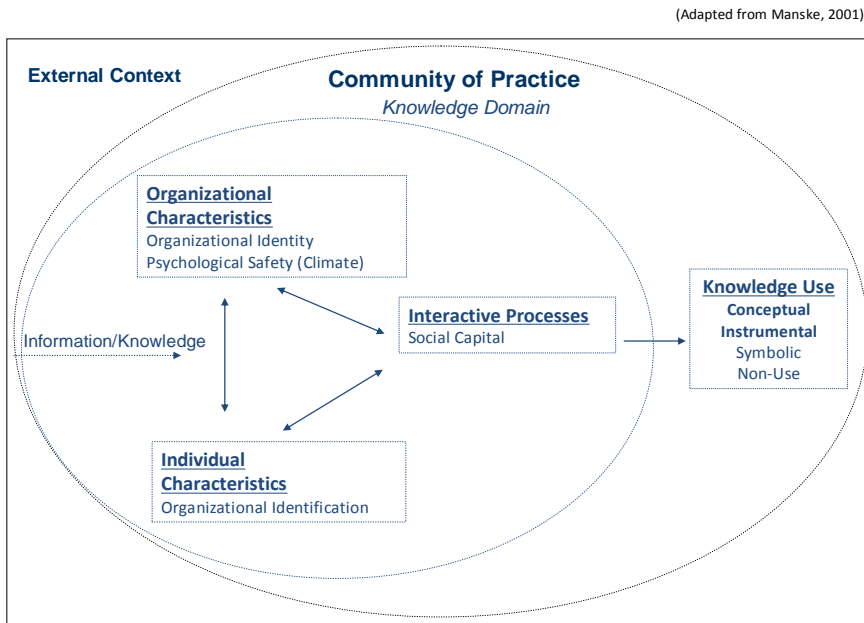 (Adapted from Manske, 2001)
External Context
Community of Practice
Knowledge Domain
Organizational
Characteristics
Organizational Identity
Psychological Safety (Climate)
Information/Knowledge
Interactive Processes
Social Capital
Knowledge Use
Conceptual
Instrumental
Symbolic
Non-Use
Individual
Characteristics
Organizational Identification